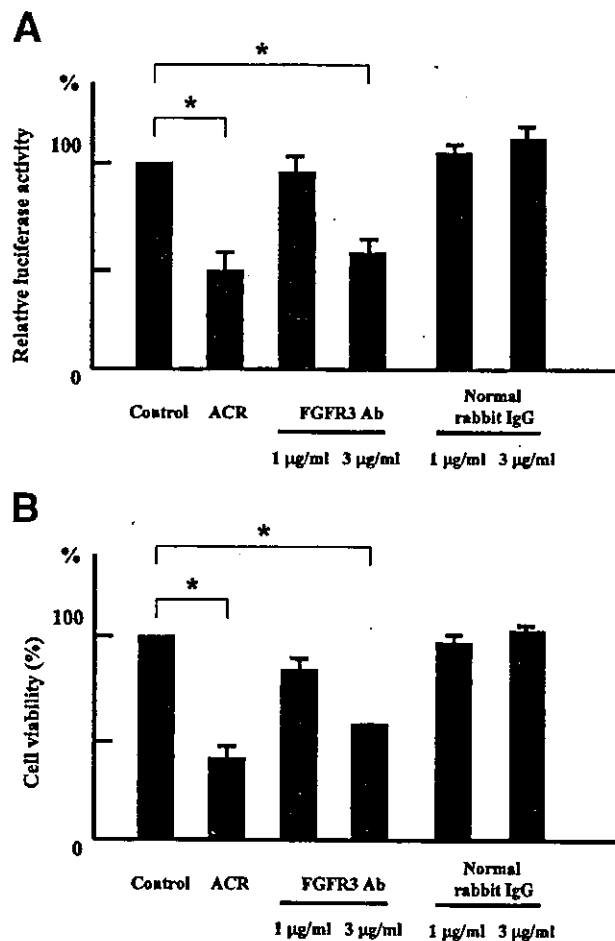 A
*
*
%
100
Relative luciferase activity
0
Control ACR FGFR3 Ab Normal rabbit IgG
1 µg/ml 3 µg/ml 1 µg/ml 3 µg/ml
B
*
*
%
100
Cell viability (%)
0
Control ACR FGFR3 Ab Normal rabbit IgG
1 µg/ml 3 µg/ml 1 µg/ml 3 µg/ml